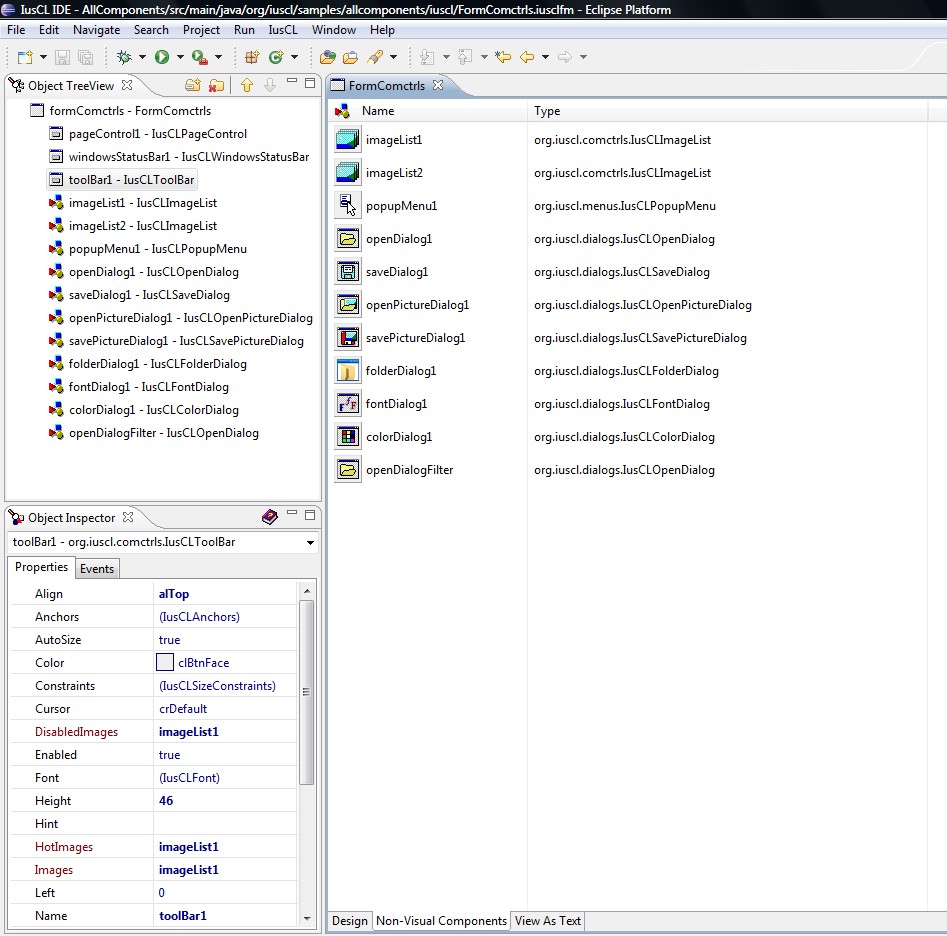 IusCL IDE - AllComponents/src/main/java/org/iuscl/samples/allcomponents/iuscl/FormComctrls.iusclfm - Eclipse Platform
File Edit Navigate Search Project Run IusCL Window Help
Object TreeView
formComctrls - FormComctrls
pageControl1 - IusCLPageControl
windowsStatusBar1 - IusCLWindowsStatusBar
toolBar1 - IusCLToolBar
imageList1 - IusCLImageList
imageList2 - IusCLImageList
popupMenu1 - IusCLPopupMenu
openDialog1 - IusCLOpenDialog
saveDialog1 - IusCLSaveDialog
openPictureDialog1 - IusCLOpenPictureDialog
savePictureDialog1 - IusCLSavePictureDialog
folderDialog1 - IusCLFolderDialog
fontDialog1 - IusCLFontDialog
colorDialog1 - IusCLColorDialog
openDialogFilter - IusCLOpenDialog
Object Inspector
toolBar1 - org.iuscl.comctrls.IusCLToolBar
Properties Events
Align alTop
Anchors (IusCLAnchors)
AutoSize true
Color clBtnFace
Constraints (IusCLSizeConstraints)
Cursor crDefault
DisabledImages imageList1
Enabled true
Font (IusCLFont)
Height 46
Hint
HotImages imageList1
Images imageList1
Left 0
Name toolBar1
FormComctrls
Name Type
imageList1 org.iuscl.comctrls.IusCLImageList
imageList2 org.iuscl.comctrls.IusCLImageList
popupMenu1 org.iuscl.menus.IusCLPopupMenu
openDialog1 org.iuscl.dialogs.IusCLOpenDialog
saveDialog1 org.iuscl.dialogs.IusCLSaveDialog
openPictureDialog1 org.iuscl.dialogs.IusCLOpenPictureDialog
savePictureDialog1 org.iuscl.dialogs.IusCLSavePictureDialog
folderDialog1 org.iuscl.dialogs.IusCLFolderDialog
fontDialog1 org.iuscl.dialogs.IusCLFontDialog
colorDialog1 org.iuscl.dialogs.IusCLColorDialog
openDialogFilter org.iuscl.dialogs.IusCLOpenDialog
Design Non-Visual Components View As Text